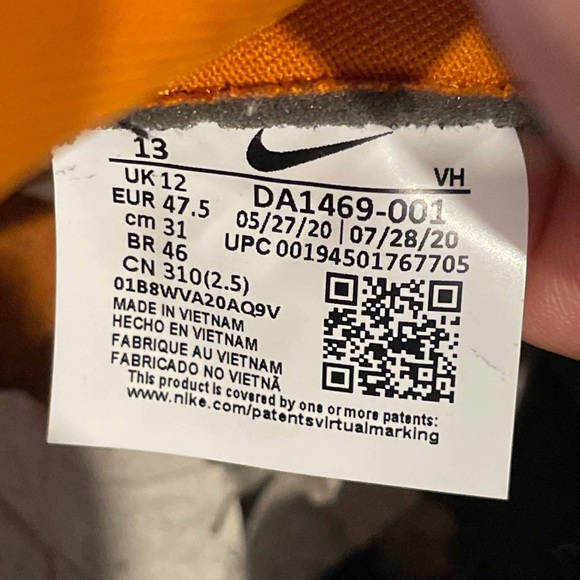 13
VH
UK 12
EUR 47.5
cm 31
BR 46
CN 310(2.5)
DA1469-001
05/27/20 | 07/28/20
UPC 00194501767705
01B8WVA20AQ9V
MADE IN VIETNAM
HECHO EN VIETNAM
FABRIQUE AU VIETNAM
FABRICADO NO VIETNÃ
This product is covered by one or more patents:
www.nike.com/patentsvirtualmarking